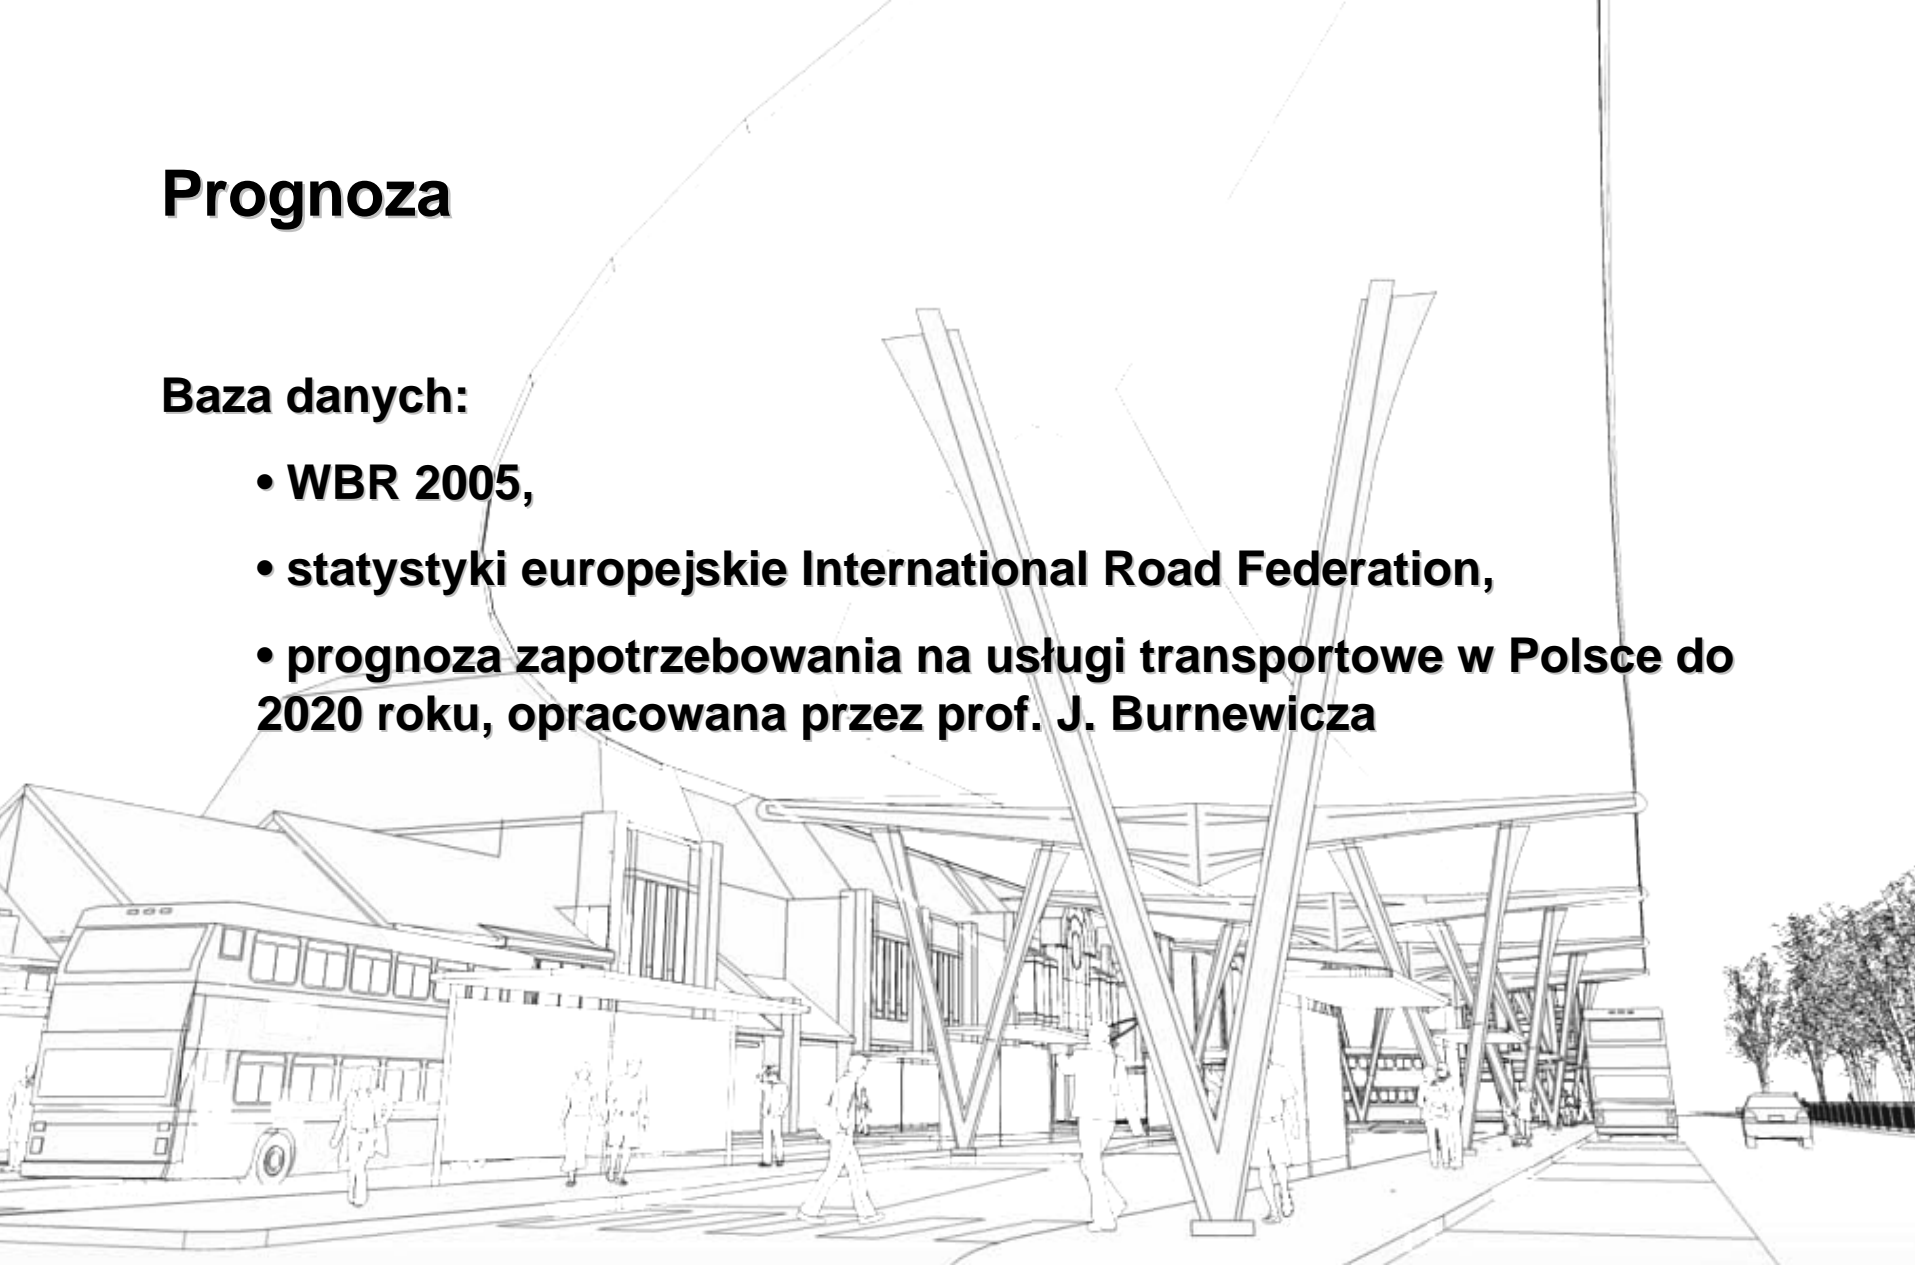 Prognoza
Baza danych:
• WBR 2005,
• statystyki europejskie International Road Federation,
• prognoza zapotrzebowania na usługi transportowe w Polsce do
2020 roku, opracowana przez prof. J. Burnewicza